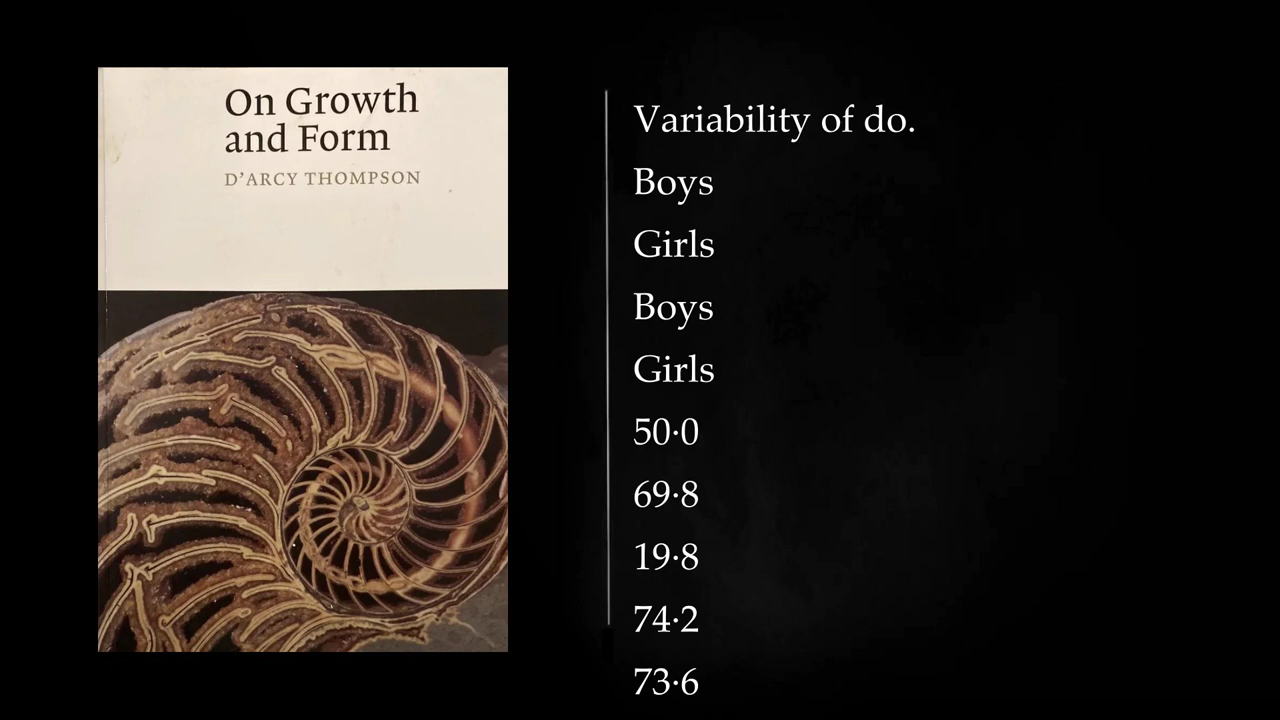 On Growth
and Form
D'ARCY THOMPSON
Variability of do.
Boys
Girls
Boys
Girls
50·0
69·8
19·8
74·2
73·6